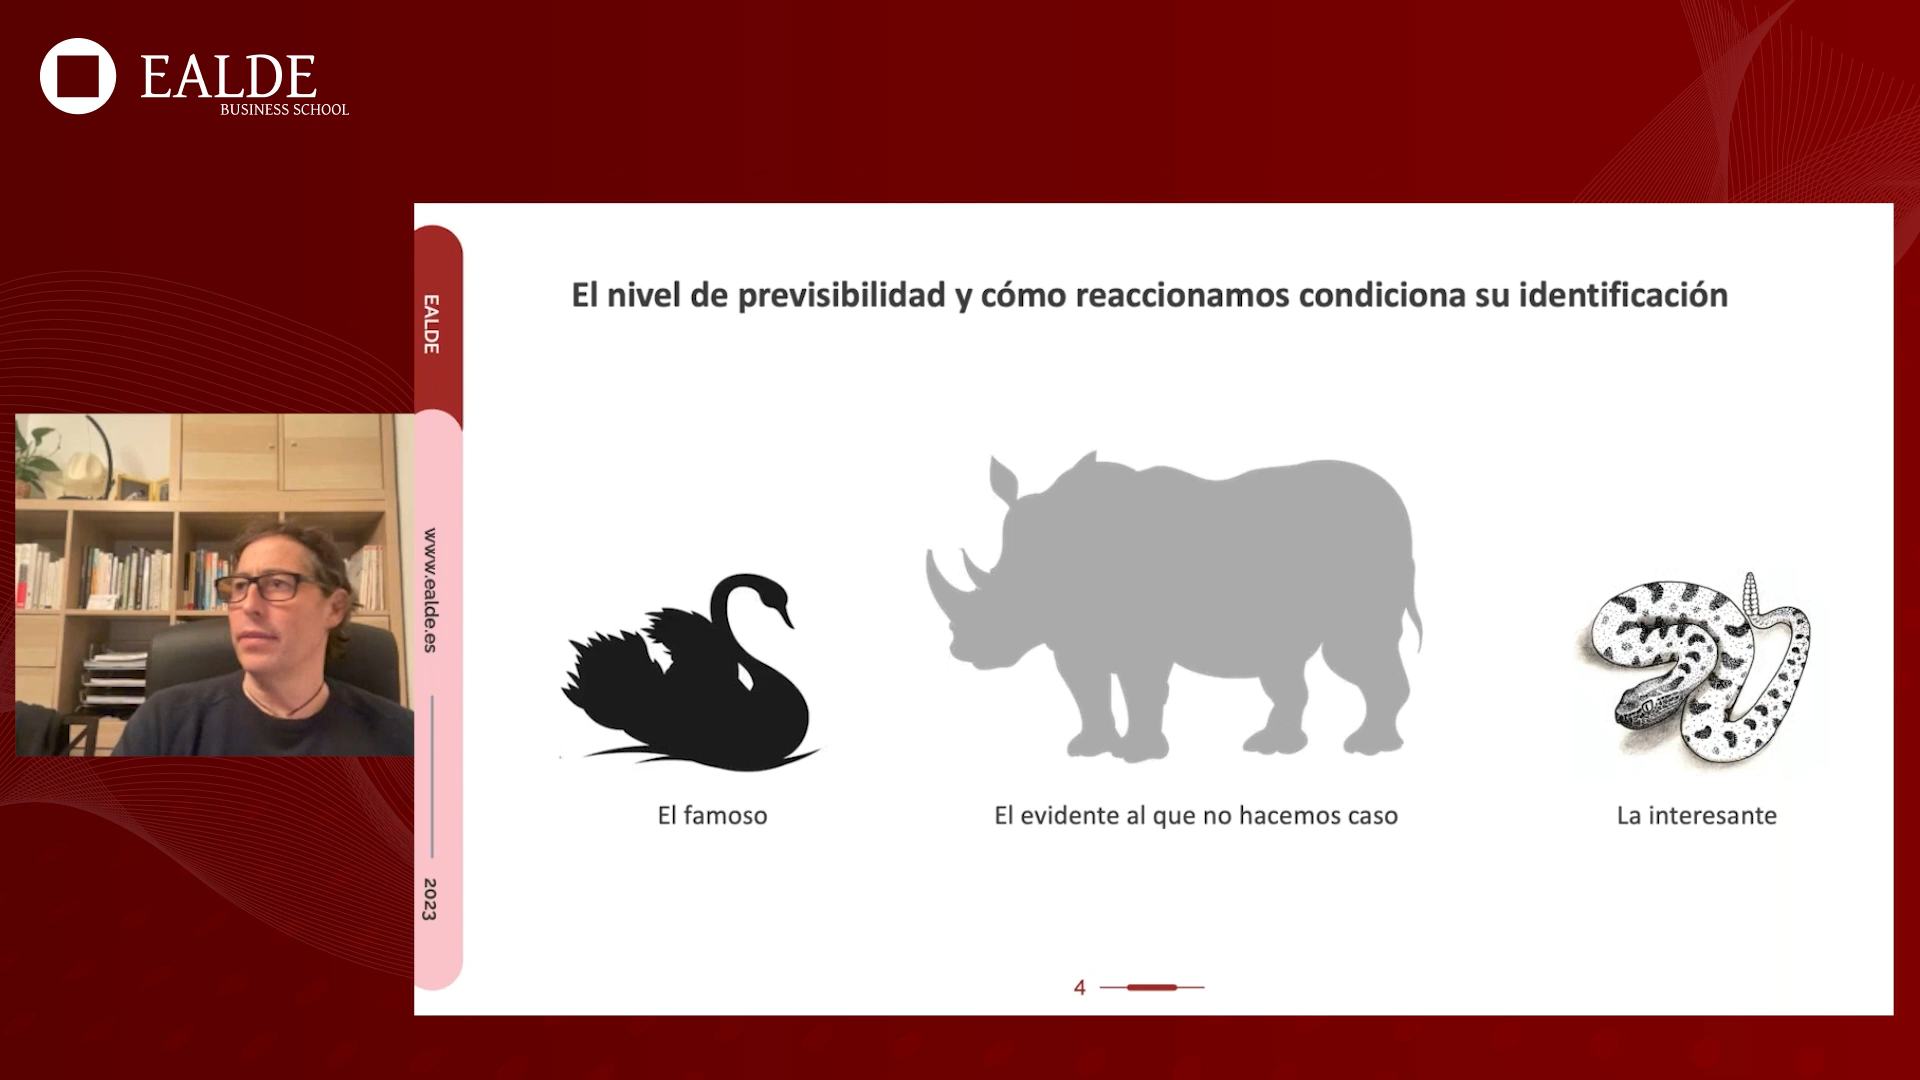 EALDE
BUSINESS SCHOOL
EALDE
www.ealde.es
2023
El nivel de previsibilidad y cómo reaccionamos condiciona su identificación
El famoso
El evidente al que no hacemos caso
La interesante
4